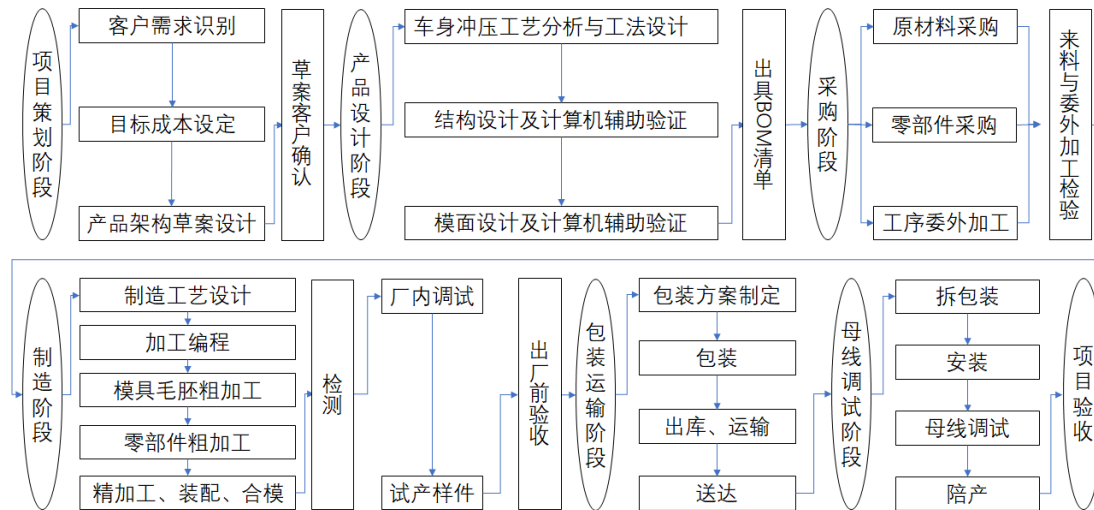 项目策划阶段
客户需求识别
目标成本设定
产品架构草案设计
草案客户确认
产品设计阶段
车身冲压工艺分析与工法设计
结构设计及计算机辅助验证
模面设计及计算机辅助验证
出具BOM清单
采购阶段
原材料采购
零部件采购
工序委外加工
来料与委外加工检验
制造阶段
制造工艺设计
加工编程
模具毛胚粗加工
零部件粗加工
精加工、装配、合模
检测
厂内调试
试产样件
出厂前验收
包装运输阶段
包装方案制定
包装
出库、运输
送达
母线调试阶段
拆包装
安装
母线调试
陪产
项目验收